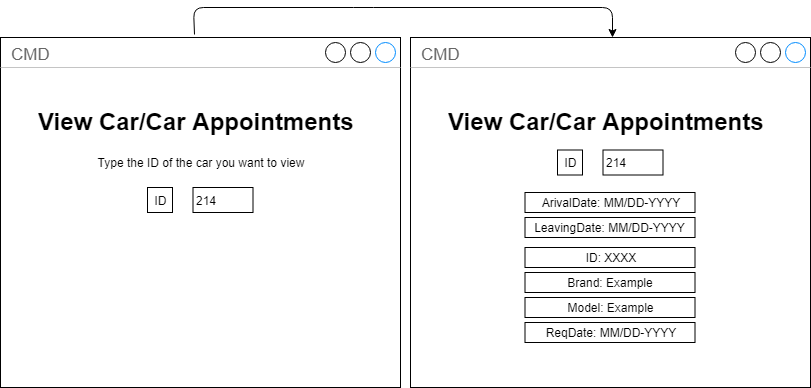 CMD
View Car/Car Appointments
Type the ID of the car you want to view
ID 214
CMD
View Car/Car Appointments
ID 214
ArivalDate: MM/DD-YYYY
LeavingDate: MM/DD-YYYY
ID: XXXX
Brand: Example
Model: Example
ReqDate: MM/DD-YYYY